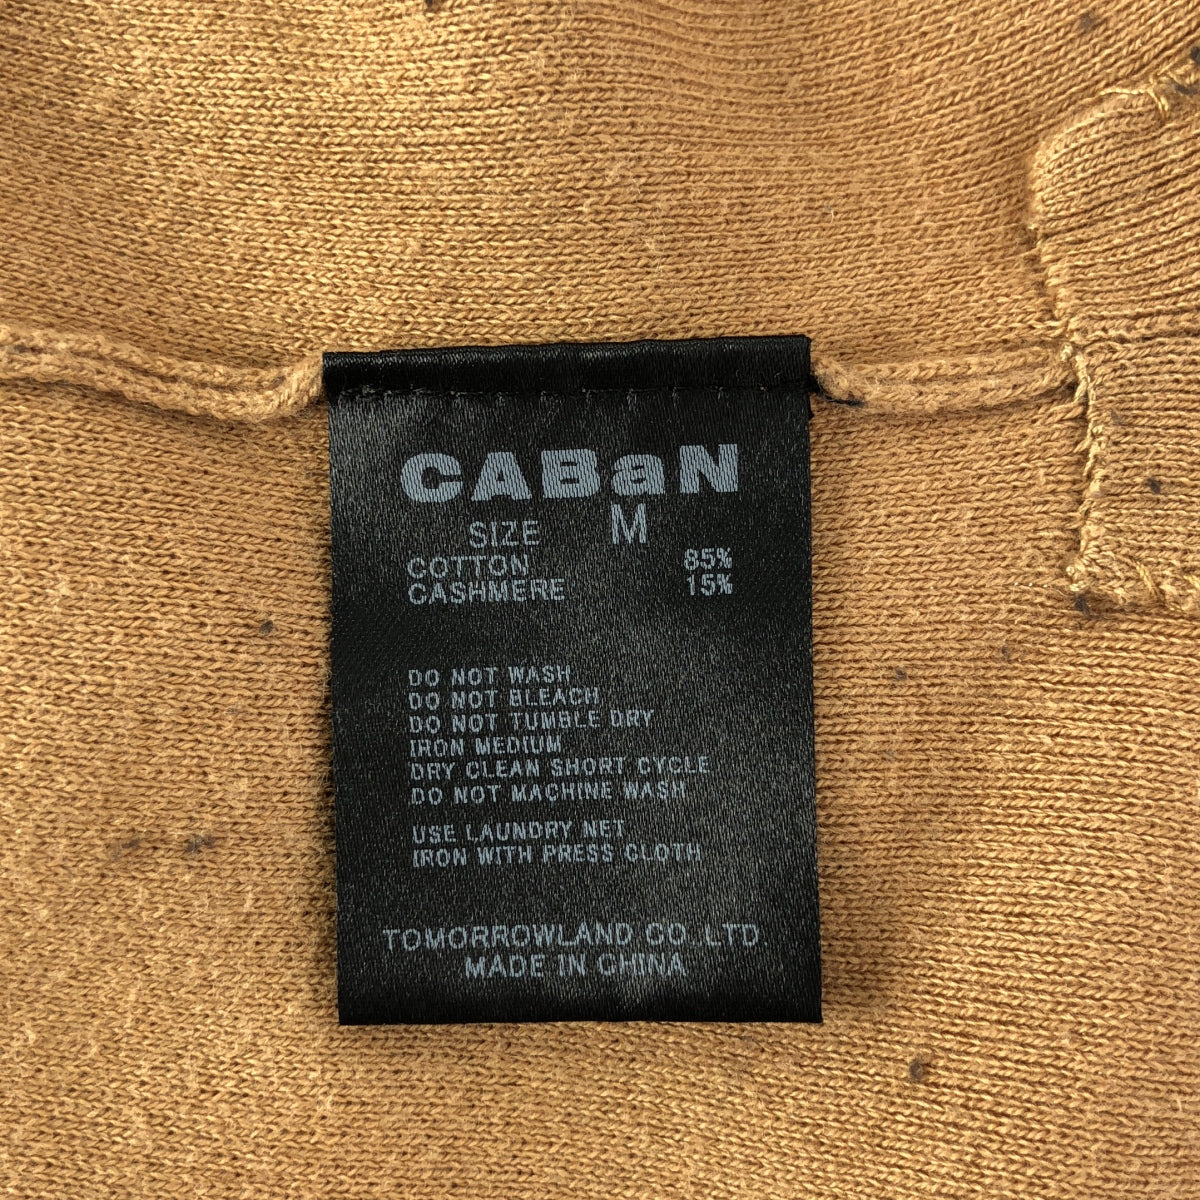 CABaN
SIZE M
COTTON 85%
CASHMERE 15%
DO NOT WASH
DO NOT BLEACH
DO NOT TUMBLE DRY
IRON MEDIUM
DRY CLEAN SHORT CYCLE
DO NOT MACHINE WASH
USE LAUNDRY NET
IRON WITH PRESS CLOTH
TOMORROWLAND CO.,LTD.
MADE IN CHINA